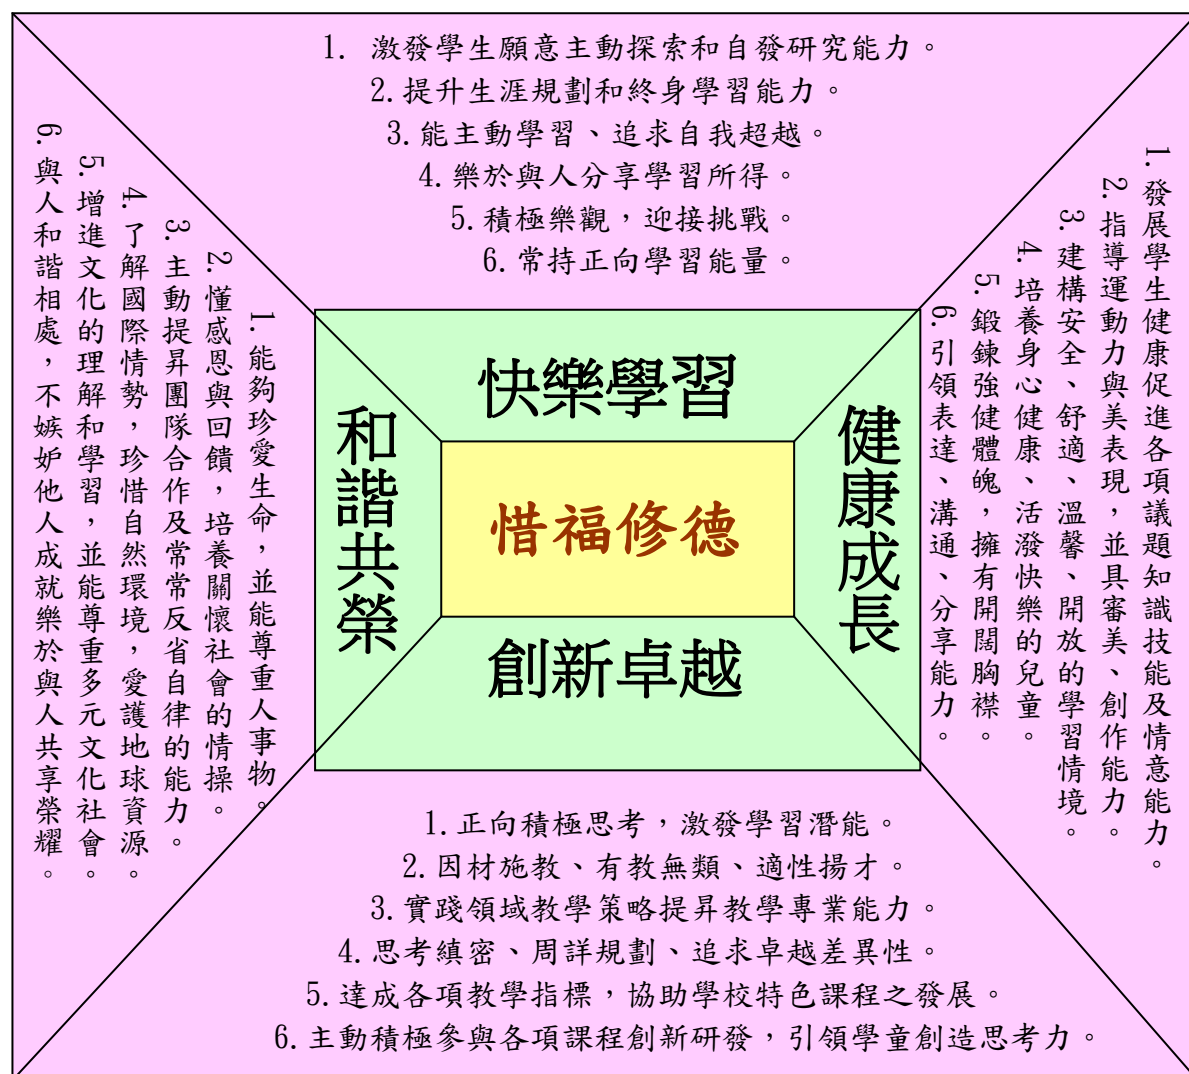 1. 激發學生願意主動探索和自發研究能力。
2.提升生涯規劃和終身學習能力。
3.能主動學習、追求自我超越。
4.樂於與人分享學習所得。
5.積極樂觀，迎接挑戰。
6.常持正向學習能量。
1.發展學生健康促進各項議題知識技能及情意能力。
2.指導運動力與美表現，並具審美、創作能力。
3.建構安全、舒適、溫馨、開放的學習情境。
4.培養身心健康、活潑快樂的兒童。
5.鍛鍊強健體魄，擁有開闊胸襟。
6.引領表達、溝通、分享能力。
1.能夠珍愛生命，並能尊重人事物。
2.懂感恩與回饋，培養關懷社會的情操。
3.主動提昇團隊合作及常常反省自律的能力。
4.了解國際情勢，珍惜自然環境，愛護地球資源。
5.增進文化的理解和學習，並能尊重多元文化社會。
6.與人和諧相處，不嫉妒他人成就樂於與人共享榮耀。
快樂學習
健康成長
和諧共榮
惜福修德
創新卓越
1.正向積極思考，激發學習潛能。
2.因材施教、有教無類、適性揚才。
3.實踐領域教學策略提昇教學專業能力。
4.思考縝密、周詳規劃、追求卓越差異性。
5.達成各項教學指標，協助學校特色課程之發展。
6.主動積極參與各項課程創新研發，引領學童創造思考力。